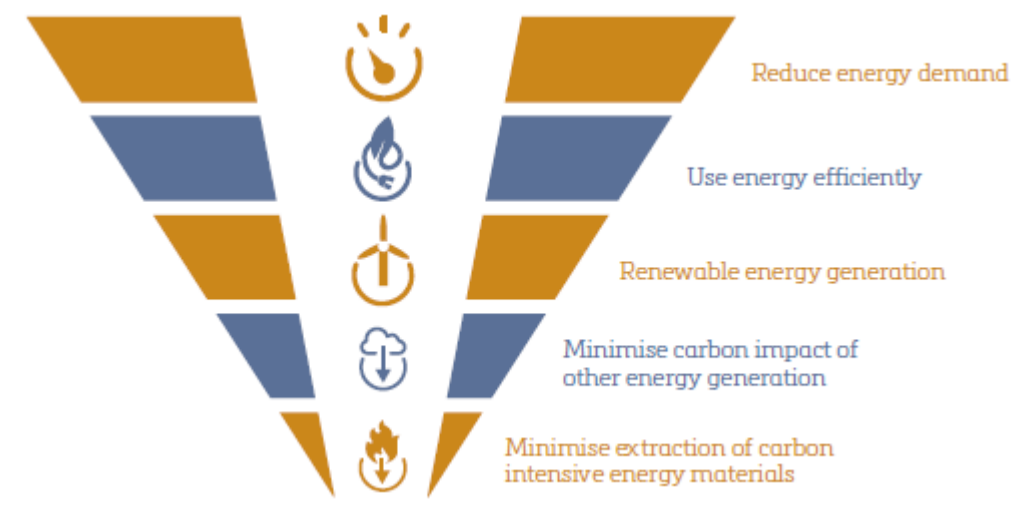 Reduce energy demand
Use energy efficiently
Renewable energy generation
Minimise carbon impact of
other energy generation
Minimise extraction of carbon
intensive energy materials